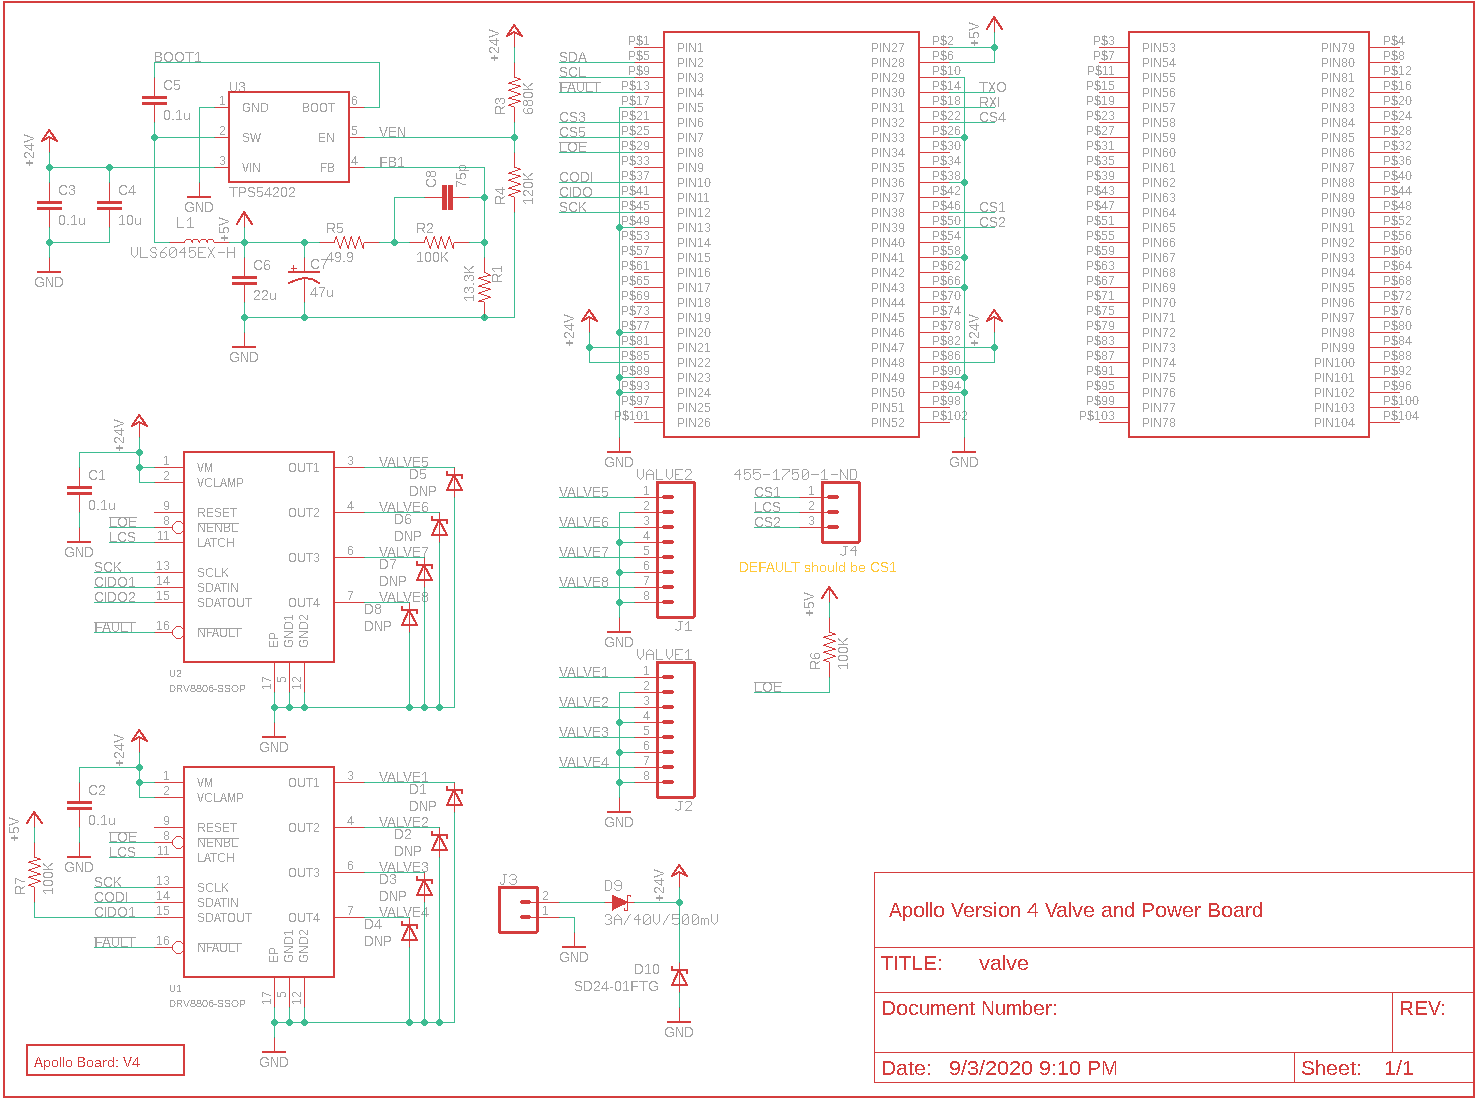 BOOT1
C5
0.1u
U3
1 GND BOOT 6
2 SW EN 5 VEN
3 VIN FB 4 FB1
TPS54202
+24V
C3
0.1u
C4
10u
GND
GND
L1
VLS6045EX-H
+5V
C6
22u
C7
47u
R5
49.9
R2
100K
C8
75p
+24V
R3
680K
R4
120K
R1
13.3K
GND
SDA
SCL
FAULT
CS3
CS5
LOE
CODI
CIDO
SCK
P$1 PIN1 PIN27 P$2
P$5 PIN2 PIN28 P$6
P$9 PIN3 PIN29 P$10
P$13 PIN4 PIN30 P$14 TXO
P$17 PIN5 PIN31 P$18 RXI
P$21 PIN6 PIN32 P$22 CS4
P$25 PIN7 PIN33 P$26
P$29 PIN8 PIN34 P$30
P$33 PIN9 PIN35 P$34
P$37 PIN10 PIN36 P$38
P$41 PIN11 PIN37 P$42
P$45 PIN12 PIN38 P$46 CS1
P$49 PIN13 PIN39 P$50 CS2
P$53 PIN14 PIN40 P$54
P$57 PIN15 PIN41 P$58
P$61 PIN16 PIN42 P$62
P$65 PIN17 PIN43 P$66
P$69 PIN18 PIN44 P$70
P$73 PIN19 PIN45 P$74
P$77 PIN20 PIN46 P$78
P$81 PIN21 PIN47 P$82
P$85 PIN22 PIN48 P$86
P$89 PIN23 PIN49 P$90
P$93 PIN24 PIN50 P$94
P$97 PIN25 PIN51 P$98
P$101 PIN26 PIN52 P$102
+5V
+24V
+24V
GND
GND
P$3 PIN53 PIN79 P$4
P$7 PIN54 PIN80 P$8
P$11 PIN55 PIN81 P$12
P$15 PIN56 PIN82 P$16
P$19 PIN57 PIN83 P$20
P$23 PIN58 PIN84 P$24
P$27 PIN59 PIN85 P$28
P$31 PIN60 PIN86 P$32
P$35 PIN61 PIN87 P$36
P$39 PIN62 PIN88 P$40
P$43 PIN63 PIN89 P$44
P$47 PIN64 PIN90 P$48
P$51 PIN65 PIN91 P$52
P$55 PIN66 PIN92 P$56
P$59 PIN67 PIN93 P$60
P$63 PIN68 PIN94 P$64
P$67 PIN69 PIN95 P$68
P$71 PIN70 PIN96 P$72
P$75 PIN71 PIN97 P$76
P$79 PIN72 PIN98 P$80
P$83 PIN73 PIN99 P$84
P$87 PIN74 PIN100 P$88
P$91 PIN75 PIN101 P$92
P$95 PIN76 PIN102 P$96
P$99 PIN77 PIN103 P$100
P$103 PIN78 PIN104 P$104
+24V
C1
0.1u
GND
1 VM OUT1 3 VALVE5
2 VCLAMP
9 RESET OUT2 4 VALVE6
LOE 8 NENBL
LCS 11 LATCH
OUT3 6 VALVE7
SCK 13 SCLK
CIDO1 14 SDATIN
CIDO2 15 SDATOUT OUT4 7 VALVE8
FAULT 16 NFAULT
EP GND1 GND2
17 5 12
U2
DRV8806-SSOP
GND
D5
DNP
D6
DNP
D7
DNP
D8
DNP
VALVE2
VALVE5 1
2
VALVE6 3
4
VALVE7 5
6
VALVE8 7
8
J1
GND
455-1750-1-ND
CS1 1
LCS 2
CS2 3
J4
DEFAULT should be CS1
+5V
R6
100K
LOE
VALVE1
VALVE1 1
2
VALVE2 3
4
VALVE3 5
6
VALVE4 7
8
J2
GND
+24V
C2
0.1u
GND
+5V
R7
100K
1 VM OUT1 3 VALVE1
2 VCLAMP
9 RESET OUT2 4 VALVE2
LOE 8 NENBL
LCS 11 LATCH
OUT3 6 VALVE3
SCK 13 SCLK
CODI 14 SDATIN
CIDO1 15 SDATOUT OUT4 7 VALVE4
FAULT 16 NFAULT
EP GND1 GND2
17 5 12
U1
DRV8806-SSOP
GND
D1
DNP
D2
DNP
D3
DNP
D4
DNP
J3
2
1
GND
D9
3A/40V/500mV
+24V
D10
SD24-01FTG
GND
Apollo Version 4 Valve and Power Board
TITLE: valve
Document Number:
REV:
Date: 9/3/2020 9:10 PM
Sheet: 1/1
Apollo Board: V4